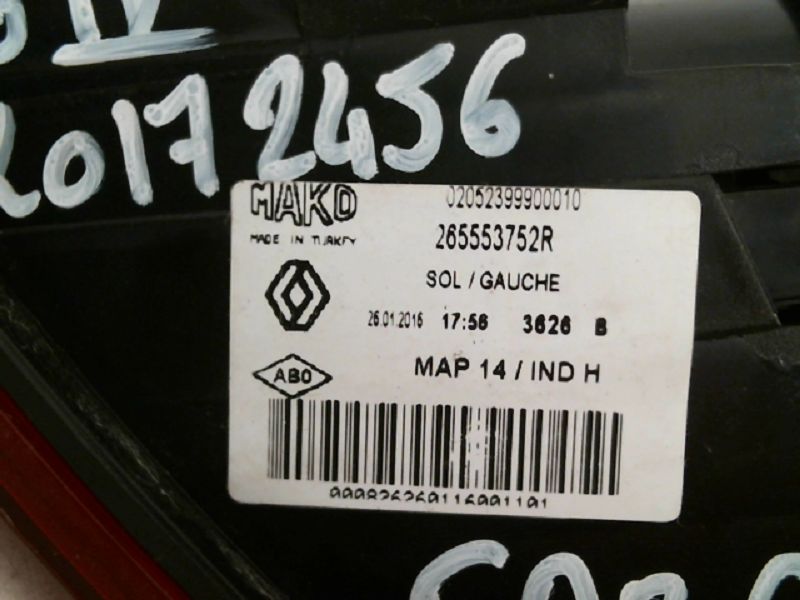 IV
20172456
MAKO
02052399900010
MADE IN TURKEY
265553752R
SOL / GAUCHE
26.01.2016 17:56 3626 B
ABO
MAP 14 / IND H